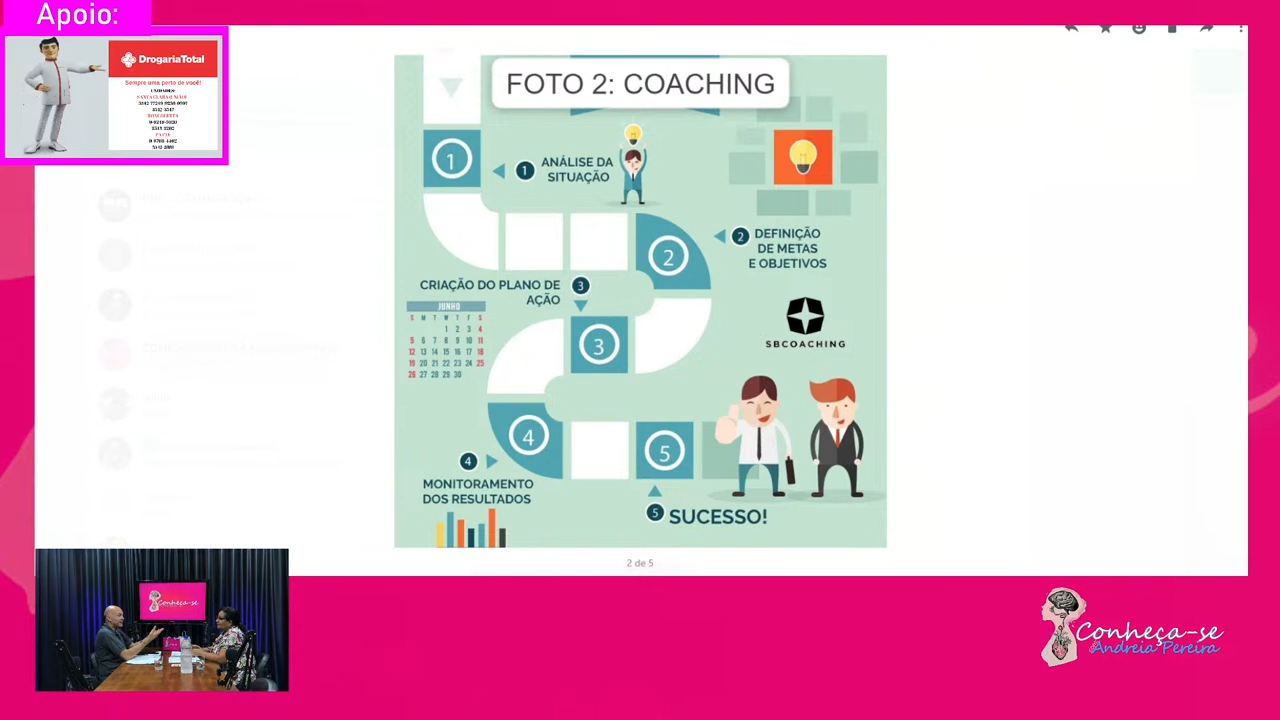 Apoio:
DrogariaTotal
Sempre uma perto de você!
FOTO 2: COACHING
1
1
ANÁLISE DA
SITUAÇÃO
2
2
DEFINIÇÃO
DE METAS
E OBJETIVOS
CRIAÇÃO DO PLANO DE
AÇÃO
3
3
JUNHO
S M T W T F S
1 2 3 4
5 6 7 8 9 10 11
12 13 14 15 16 17 18
19 20 21 22 23 24 25
26 27 28 29 30
SBCOACHING
4
4
MONITORAMENTO
DOS RESULTADOS
5
5
SUCESSO!
2 de 5
Conheça-se
Conheça-se
Andreia Pereira